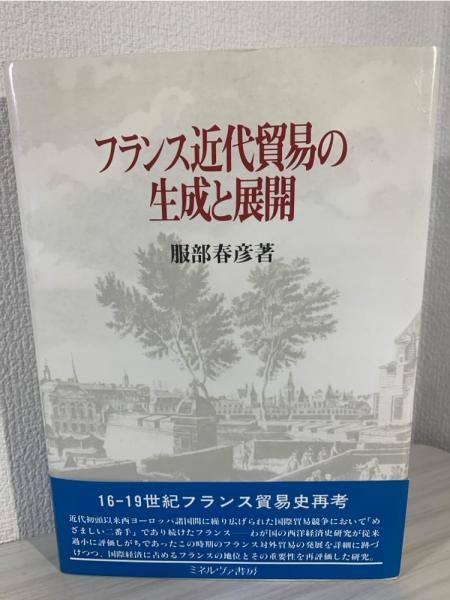 フランス近代貿易の
生成と展開
服部春彦著
16-19世紀フランス貿易史再考
近代初頭以来西ヨーロッパ諸国間に繰り広げられた国際貿易競争において「め
ざましい二番手」であり続けたフランス——わが国の西洋経済史研究が従来
過小に評価しがちであったこの時期のフランス対外貿易の発展を詳細に跡づ
けつつ、国際経済に占めるフランスの地位とその重要性を再評価した研究。
ミネルヴァ書房